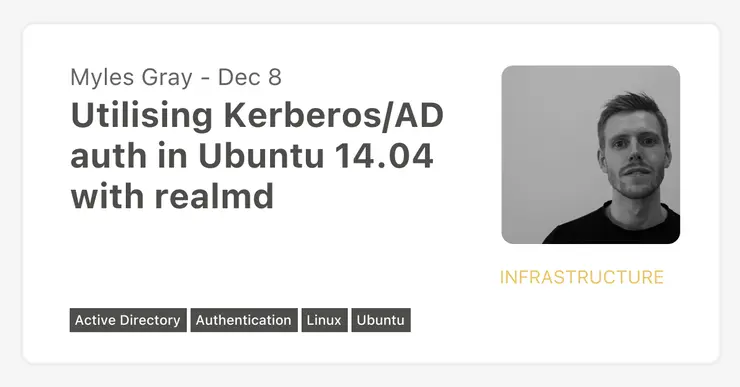 Myles Gray - Dec 8
Utilising Kerberos/AD
auth in Ubuntu 14.04
with realmd
INFRASTRUCTURE
Active Directory Authentication Linux Ubuntu